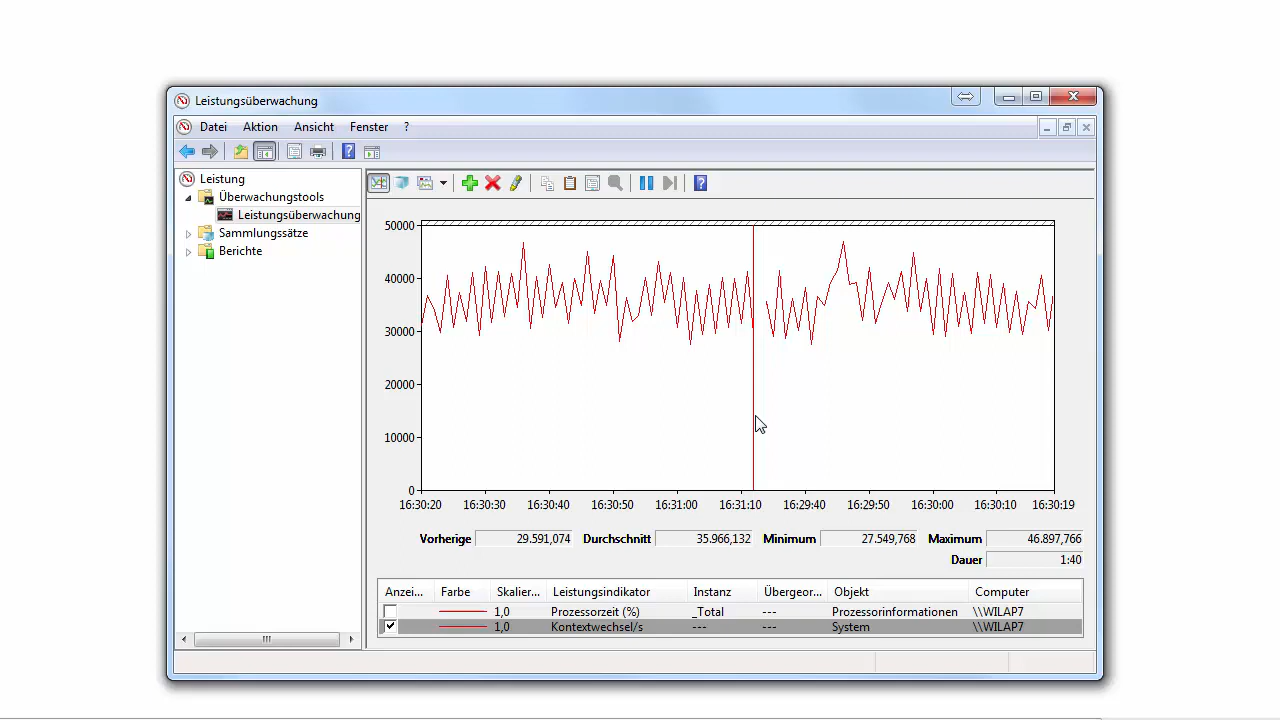 Leistungsüberwachung
Datei Aktion Ansicht Fenster ?
Leistung
Überwachungstools
Leistungsüberwachung
Sammlungssätze
Berichte
50000
40000
30000
20000
10000
0
16:30:20 16:30:30 16:30:40 16:30:50 16:31:00 16:31:10 16:29:40 16:29:50 16:30:00 16:30:10 16:30:19
Vorherige 29.591,074 Durchschnitt 35.966,132 Minimum 27.549,768 Maximum 46.897,766
Dauer 1:40
Anzei... Farbe Skalier... Leistungsindikator Instanz Übergeor... Objekt Computer
1,0 Prozessorzeit (%) _Total --- Prozessorinformationen \\WILAP7
1,0 Kontextwechsel/s --- --- System \\WILAP7